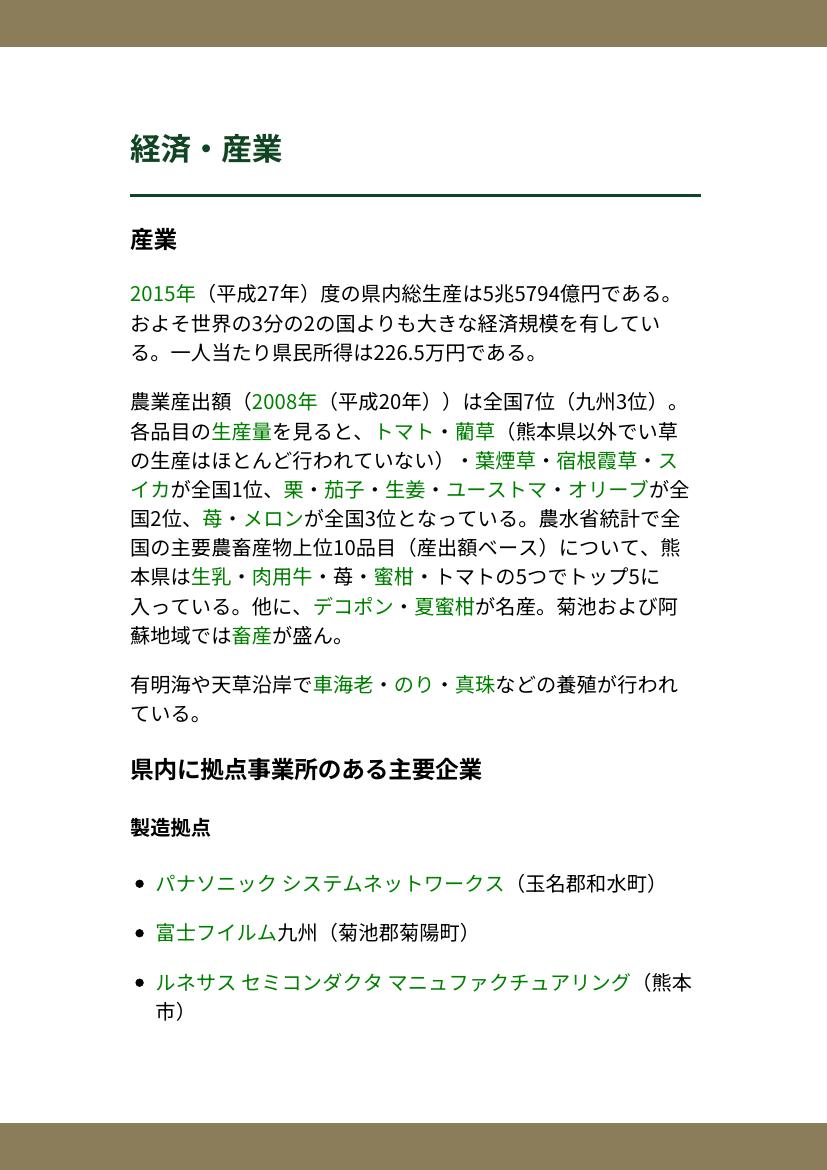 経済・産業
産業
2015年（平成27年）度の県内総生産は5兆5794億円である。
およそ世界の3分の2の国よりも大きな経済規模を有してい
る。一人当たり県民所得は226.5万円である。
農業産出額（2008年（平成20年））は全国7位（九州3位）。
各品目の生産量を見ると、トマト・藺草（熊本県以外でい草
の生産はほとんど行われていない）・葉煙草・宿根霞草・ス
イカが全国1位、栗・茄子・生姜・ユーストマ・オリーブが全
国2位、苺・メロンが全国3位となっている。農水省統計で全
国の主要農畜産物上位10品目（産出額ベース）について、熊
本県は生乳・肉用牛・苺・蜜柑・トマトの5つでトップ5に
入っている。他に、デコポン・夏蜜柑が名産。菊池および阿
蘇地域では畜産が盛ん。
有明海や天草沿岸で車海老・のり・真珠などの養殖が行われ
ている。
県内に拠点事業所のある主要企業
製造拠点
• パナソニック システムネットワークス（玉名郡和水町）
• 富士フイルム九州（菊池郡菊陽町）
• ルネサス セミコンダクタ マニュファクチュアリング（熊本
市）